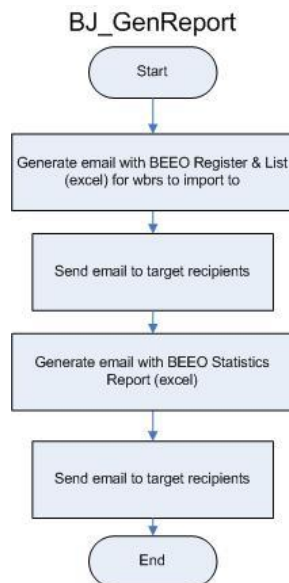 BJ_GenReport
Start
Generate email with BEEO Register & List
(excel) for wbrs to import to
Send email to target recipients
Generate email with BEEO Statistics
Report (excel)
Send email to target recipients
End